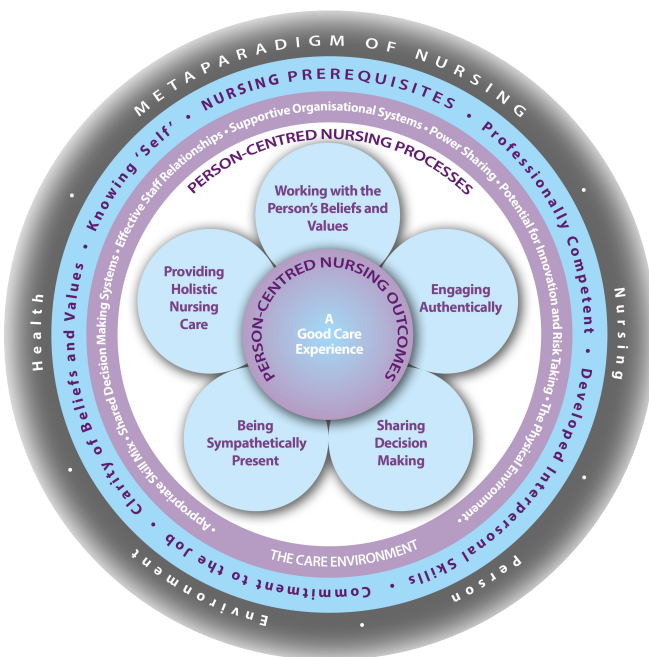 METAPARADIGM OF NURSING
Nursing
Person
Environment
Health
NURSING PREREQUISITES • Professionally Competent • Developed Interpersonal Skills • Commitment to the Job • Clarity of Beliefs and Values • Knowing 'Self' •
•Appropriate Skill Mix•Shared Decision Making Systems•Effective Staff Relationships•Supportive Organisational Systems•Power Sharing•Potential for Innovation and Risk Taking•The Physical Environment•
THE CARE ENVIRONMENT
PERSON-CENTRED NURSING PROCESSES
Working with the
Person's Beliefs and
Values
Engaging
Authentically
Sharing
Decision
Making
Being
Sympathetically
Present
Providing
Holistic
Nursing
Care
PERSON-CENTRED NURSING OUTCOMES
A
Good Care
Experience